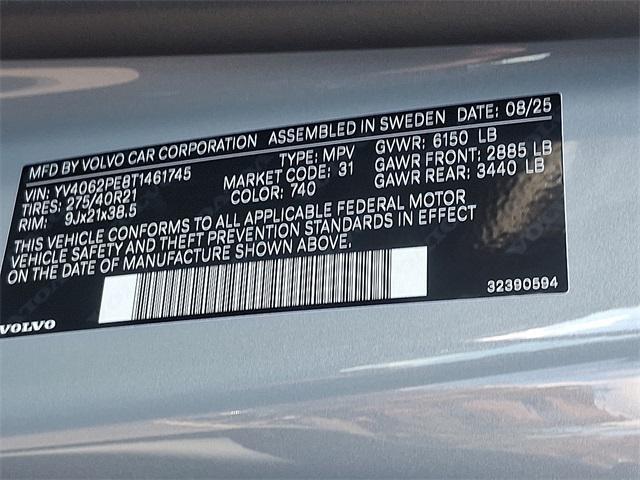 MFD BY VOLVO CAR CORPORATION ASSEMBLED IN SWEDEN DATE: 08/25
VIN: YV4062PE8T1461745 TYPE: MPV GVWR: 6150 LB
TIRES: 275/40R21 MARKET CODE: 31 GAWR FRONT: 2885 LB
RIM: 9Jx21x38.5 COLOR: 740 GAWR REAR: 3440 LB
THIS VEHICLE CONFORMS TO ALL APPLICABLE FEDERAL MOTOR
VEHICLE SAFETY AND THEFT PREVENTION STANDARDS IN EFFECT
ON THE DATE OF MANUFACTURE SHOWN ABOVE.
32390594
VOLVO